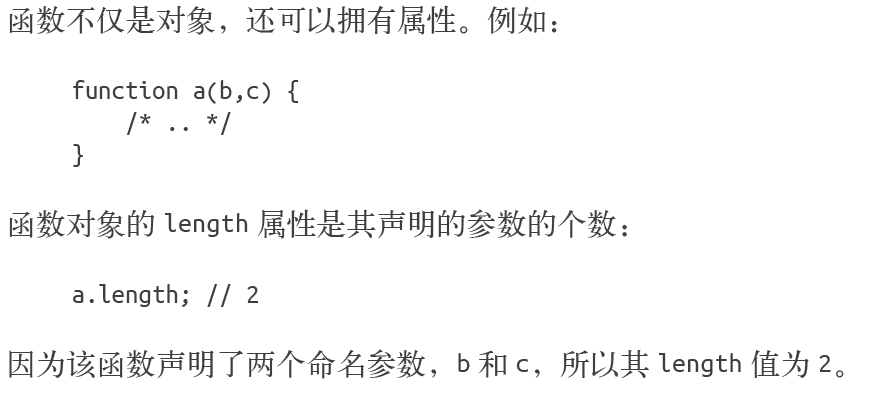 函数不仅是对象，还可以拥有属性。例如：
function a(b,c) {
/* .. */
}
函数对象的 length 属性是其声明的参数的个数：
a.length; // 2
因为该函数声明了两个命名参数，b 和 c，所以其 length 值为 2。